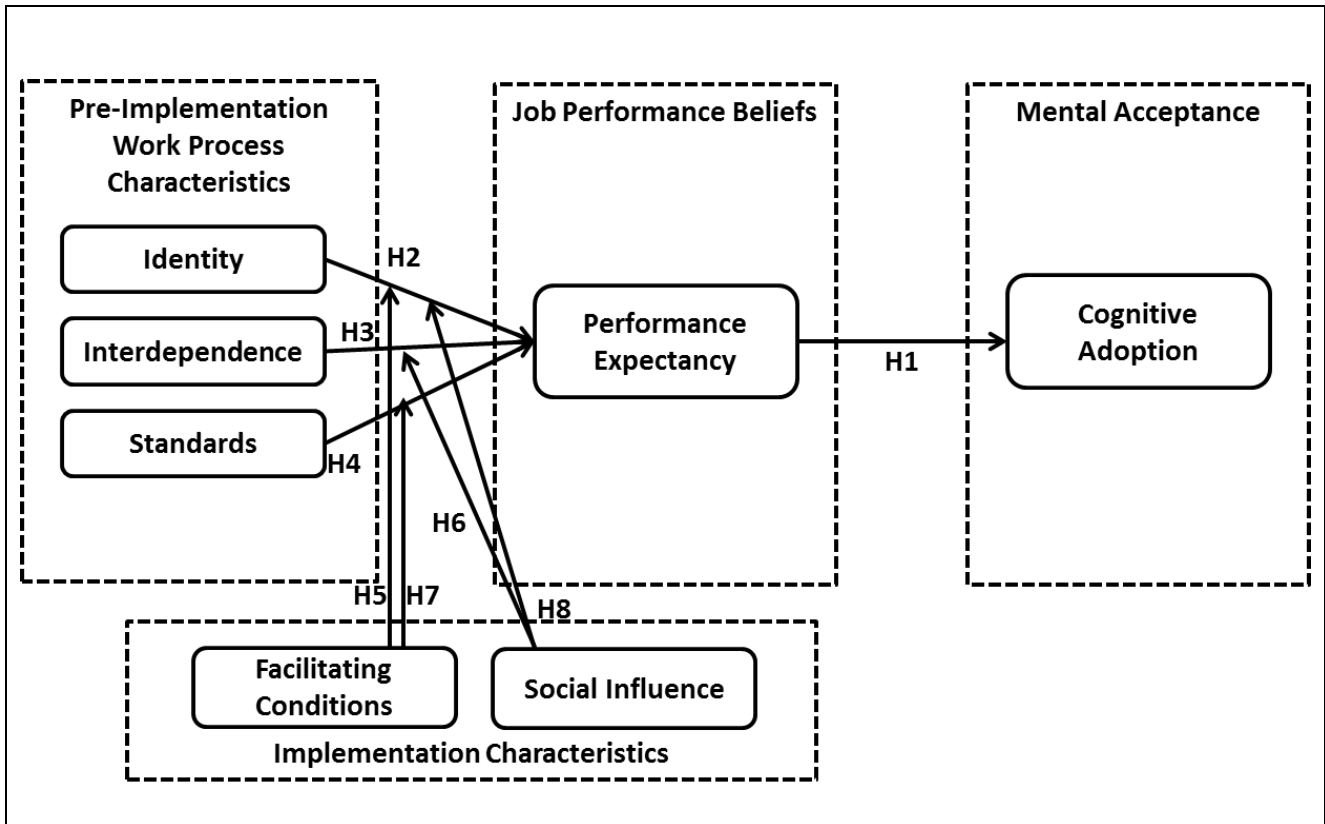 Pre-Implementation
Work Process
Characteristics
Identity
Interdependence
Standards
H2
H3
H4
Job Performance Beliefs
Performance
Expectancy
H1
Mental Acceptance
Cognitive
Adoption
H6
H5
H7
H8
Facilitating
Conditions
Social Influence
Implementation Characteristics